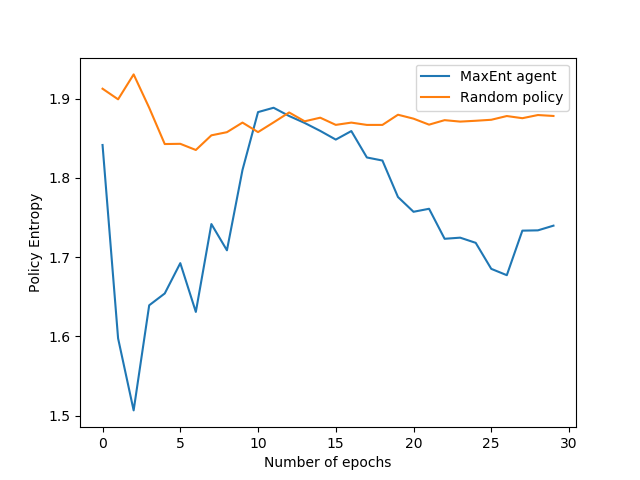 MaxEnt agent
Random policy
1.9
1.8
1.7
1.6
1.5
Policy Entropy
0 5 10 15 20 25 30
Number of epochs